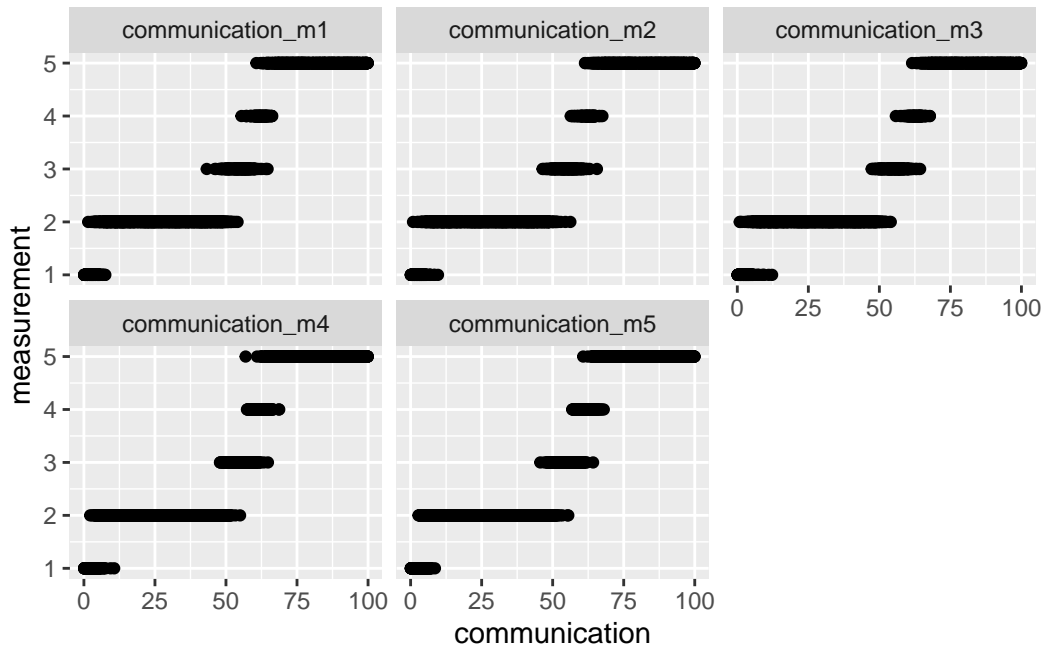 communication_m1 communication_m2 communication_m3
5
4
3
2
1
0 25 50 75 100
communication_m4 communication_m5
5
4
3
2
1
0 25 50 75 100 0 25 50 75 100
measurement
communication